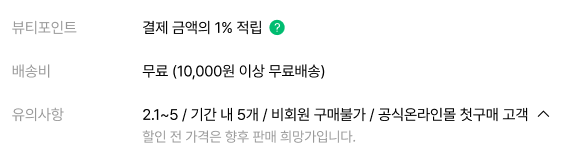 뷰티포인트 결제 금액의 1% 적립 ?
배송비 무료 (10,000원 이상 무료배송)
유의사항 2.1~5 / 기간 내 5개 / 비회원 구매불가 / 공식온라인몰 첫구매 고객
할인 전 가격은 향후 판매 희망가입니다.